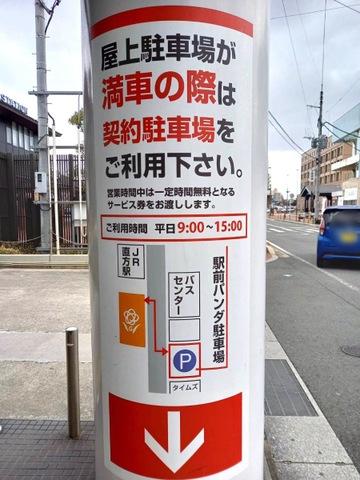 屋上駐車場が
満車の際は
契約駐車場を
ご利用下さい。
営業時間中は一定時間無料となる
サービス券をお渡しします。
ご利用時間 平日9:00~15:00
JR
直方駅
バス
センター
駅前パンダ駐車場
P
タイムズ